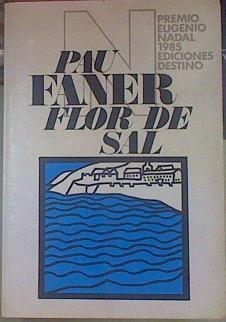 PREMIO
EUGENIO
NADAL
1985
EDICIONES
DESTINO
N
PAU
FANER
FLOR DE
SAL